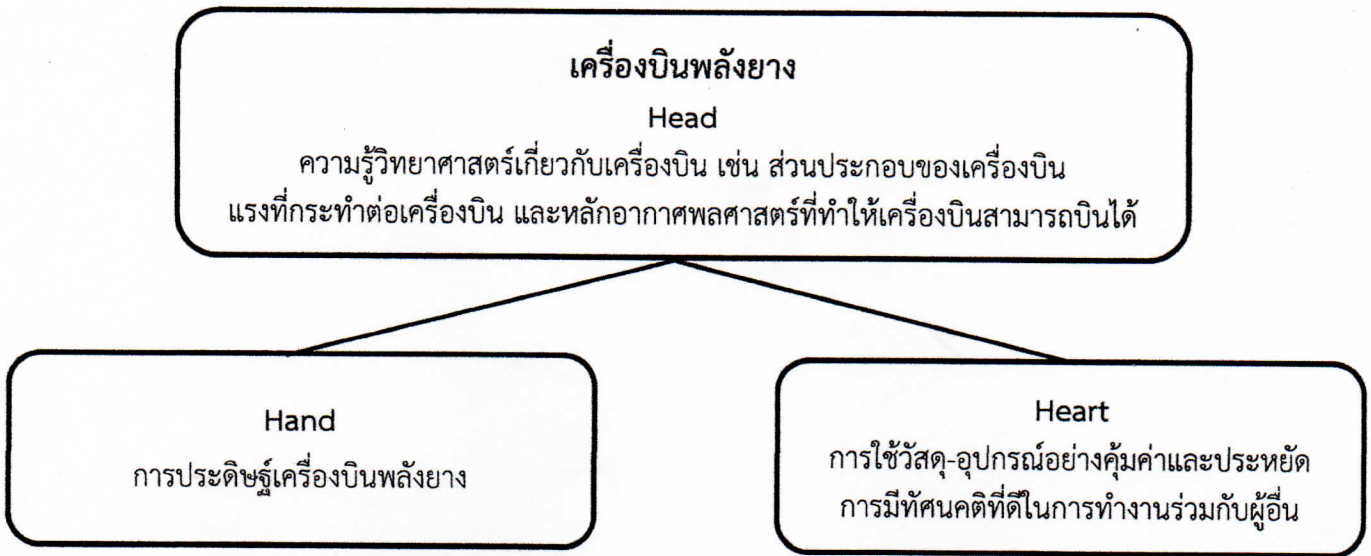 เครื่องบินพลังยาง
Head
ความรู้วิทยาศาสตร์เกี่ยวกับเครื่องบิน เช่น ส่วนประกอบของเครื่องบิน
แรงที่กระทำต่อเครื่องบิน และหลักอากาศพลศาสตร์ที่ทำให้เครื่องบินสามารถบินได้
Hand
การประดิษฐ์เครื่องบินพลังยาง
Heart
การใช้วัสดุ-อุปกรณ์อย่างคุ้มค่าและประหยัด
การมีทัศนคติที่ดีในการทำงานร่วมกับผู้อื่น